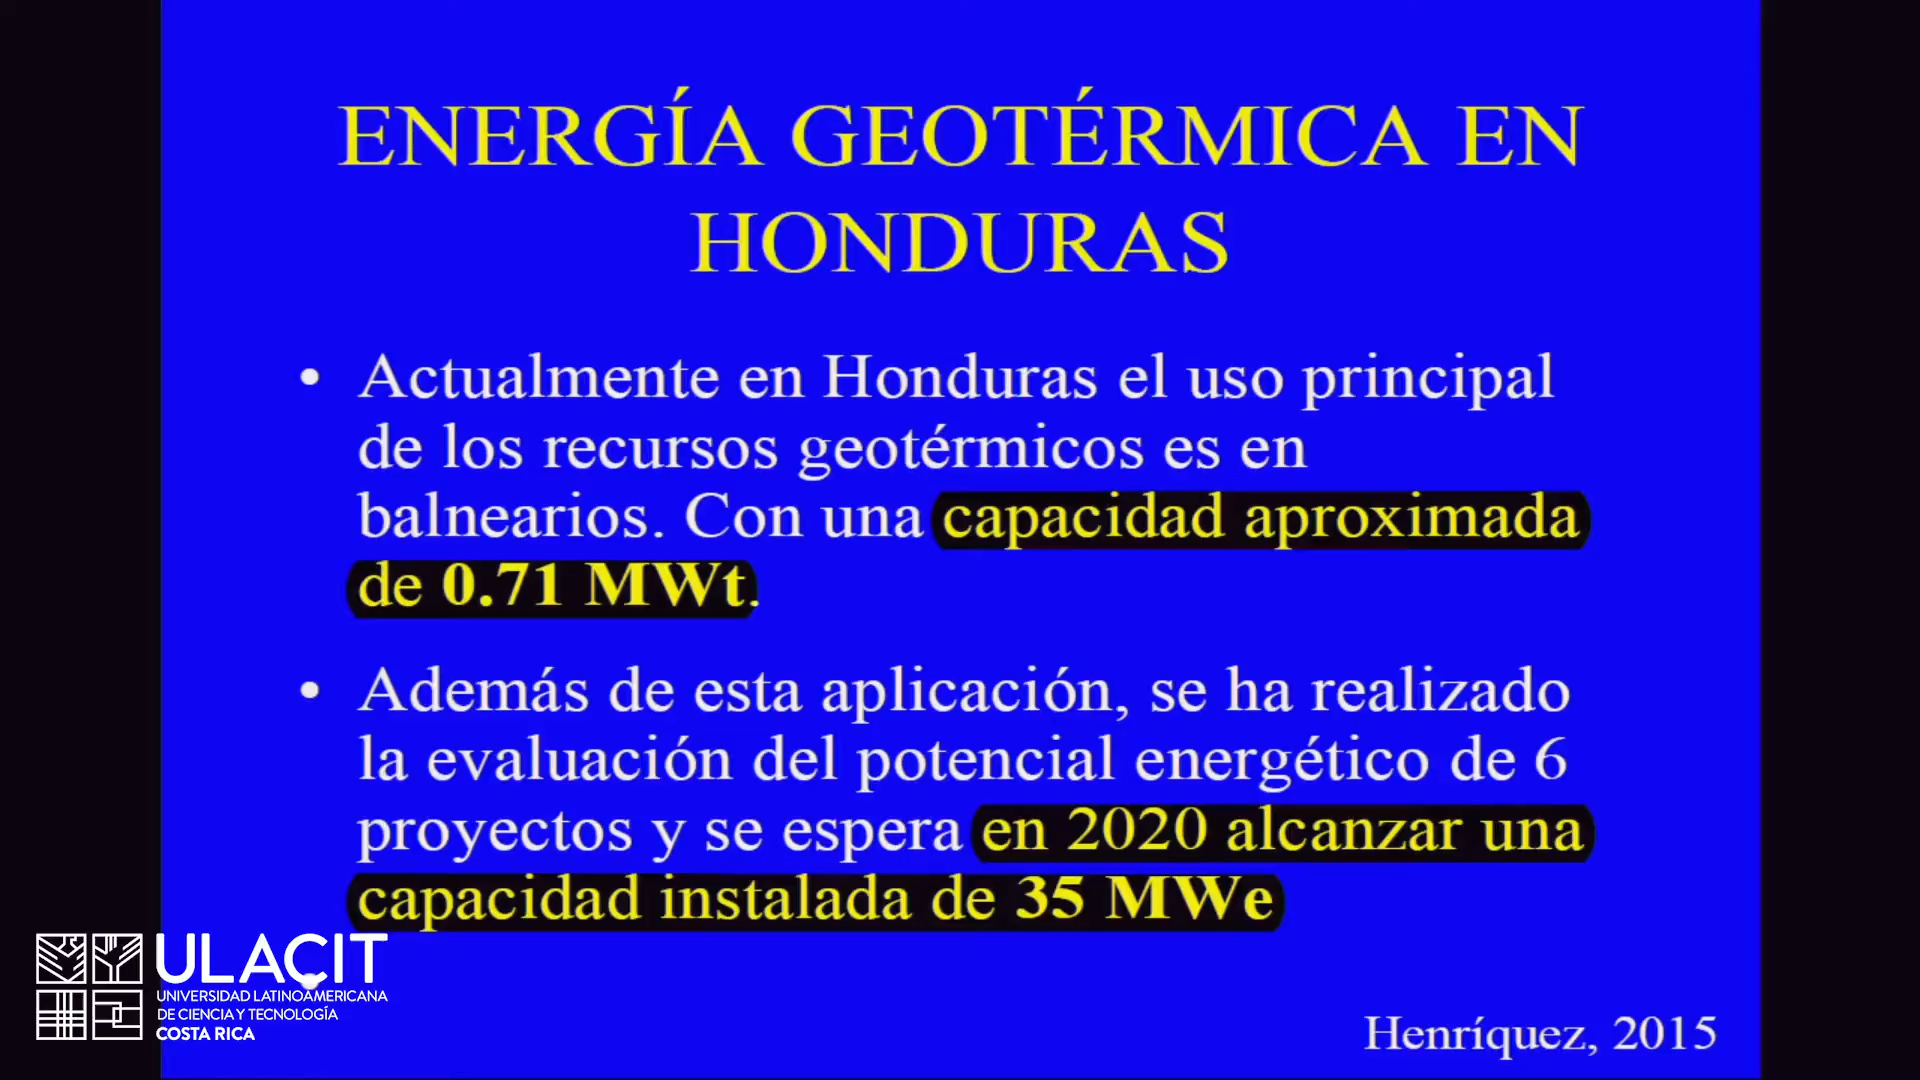 ENERGÍA GEOTÉRMICA EN
HONDURAS
• Actualmente en Honduras el uso principal
de los recursos geotérmicos es en
balnearios. Con una capacidad aproximada
de 0.71 MWt.
• Además de esta aplicación, se ha realizado
la evaluación del potencial energético de 6
proyectos y se espera en 2020 alcanzar una
capacidad instalada de 35 MWe
ULACIT
UNIVERSIDAD LATINOAMERICANA
DE CIENCIA Y TECNOLOGÍA
COSTA RICA
Henríquez, 2015